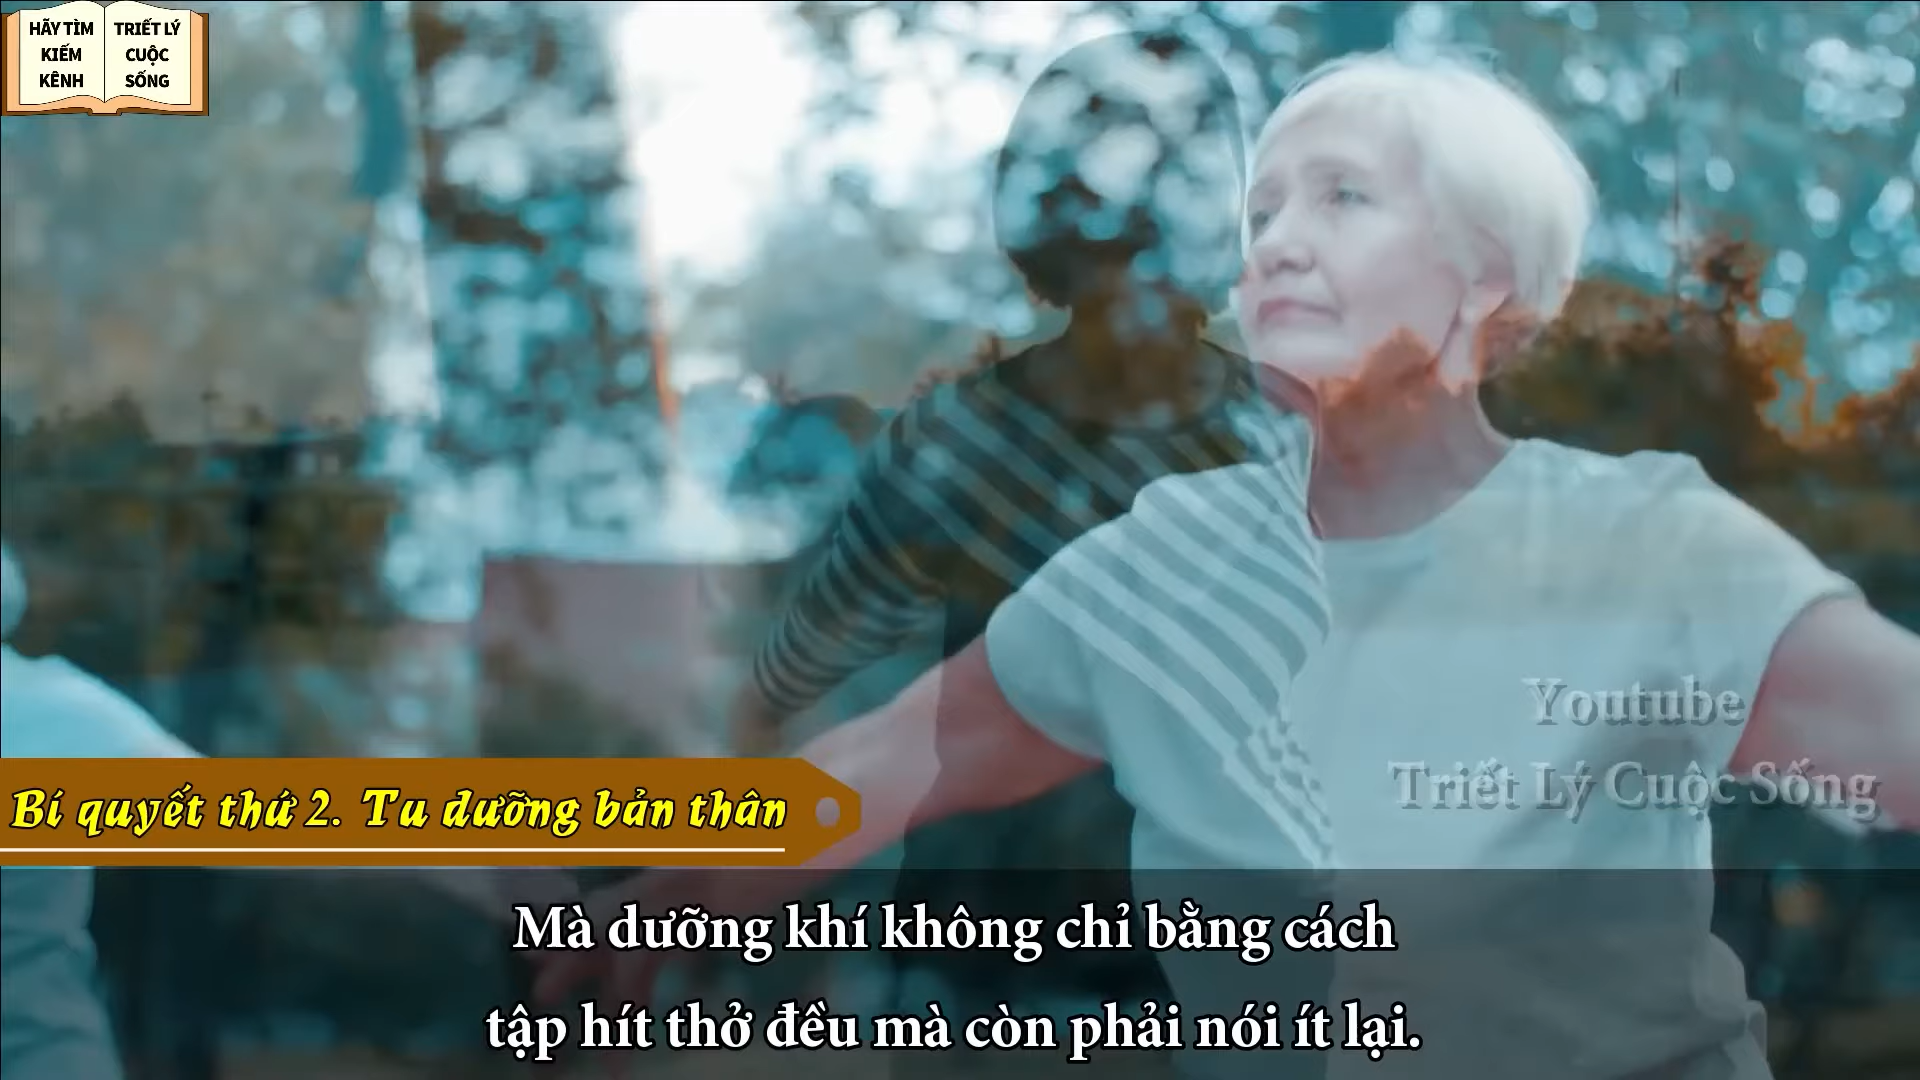 HÃY TÌM
KIẾM
KÊNH
TRIẾT LÝ
CUỘC
SỐNG
Youtube
Triết Lý Cuộc Sống
Bí quyết thứ 2. Tu dưỡng bản thân
Mà dưỡng khí không chỉ bằng cách
tập hít thở đều mà còn phải nói ít lại.